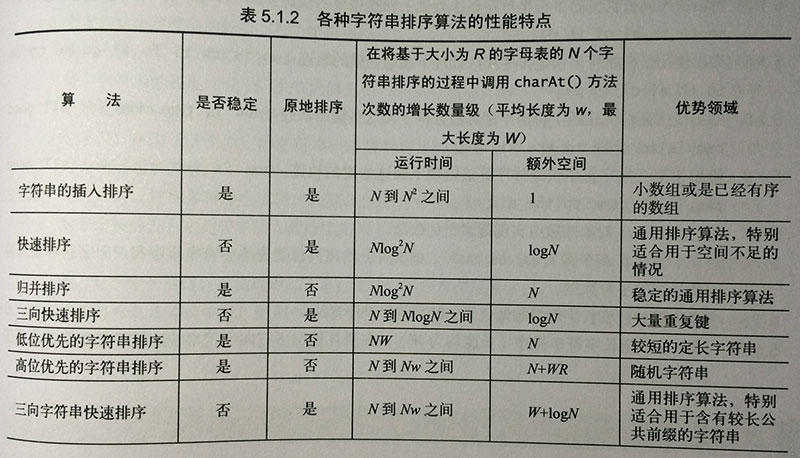 表 5.1.2 各种字符串排序算法的性能特点
算 法
是否稳定
原地排序
在将基于大小为 R 的字母表的 N 个字
符串排序的过程中调用 charAt() 方法
次数的增长数量级（平均长度为 w，最
大长度为 W）
优势领域
运行时间
额外空间
字符串的插入排序 是 是 N 到 N² 之间 1 小数组或是已经有序
的数组
快速排序 否 是 Nlog²N logN 通用排序算法，特别
适合用于空间不足的
情况
归并排序 是 否 Nlog²N N 稳定的通用排序算法
三向快速排序 否 是 N 到 NlogN 之间 logN 大量重复键
低位优先的字符串排序 是 否 NW N 较短的定长字符串
高位优先的字符串排序 是 否 N 到 Nw 之间 N+WR 随机字符串
三向字符串快速排序 否 是 N 到 Nw 之间 W+logN 通用排序算法，特别
适合用于含有较长公
共前缀的字符串